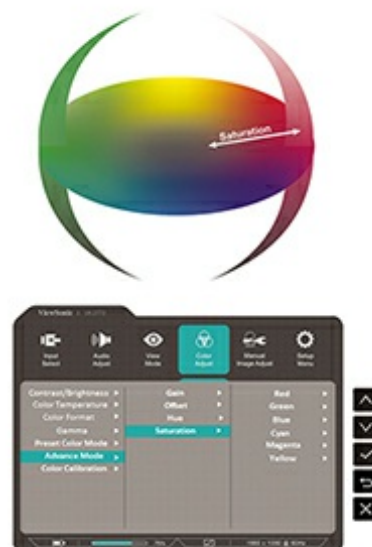 Saturation
ViewSonic
Input
Select
Audio
Adjust
View
Mode
Color
Adjust
Manual
Image Adjust
Setup
Menu
Contrast/Brightness
Color Temperature
Color Format
Gamma
Preset Color Mode
Advance Mode
Color Calibration
Gain
Offset
Hue
Saturation
Red
Green
Blue
Cyan
Magenta
Yellow